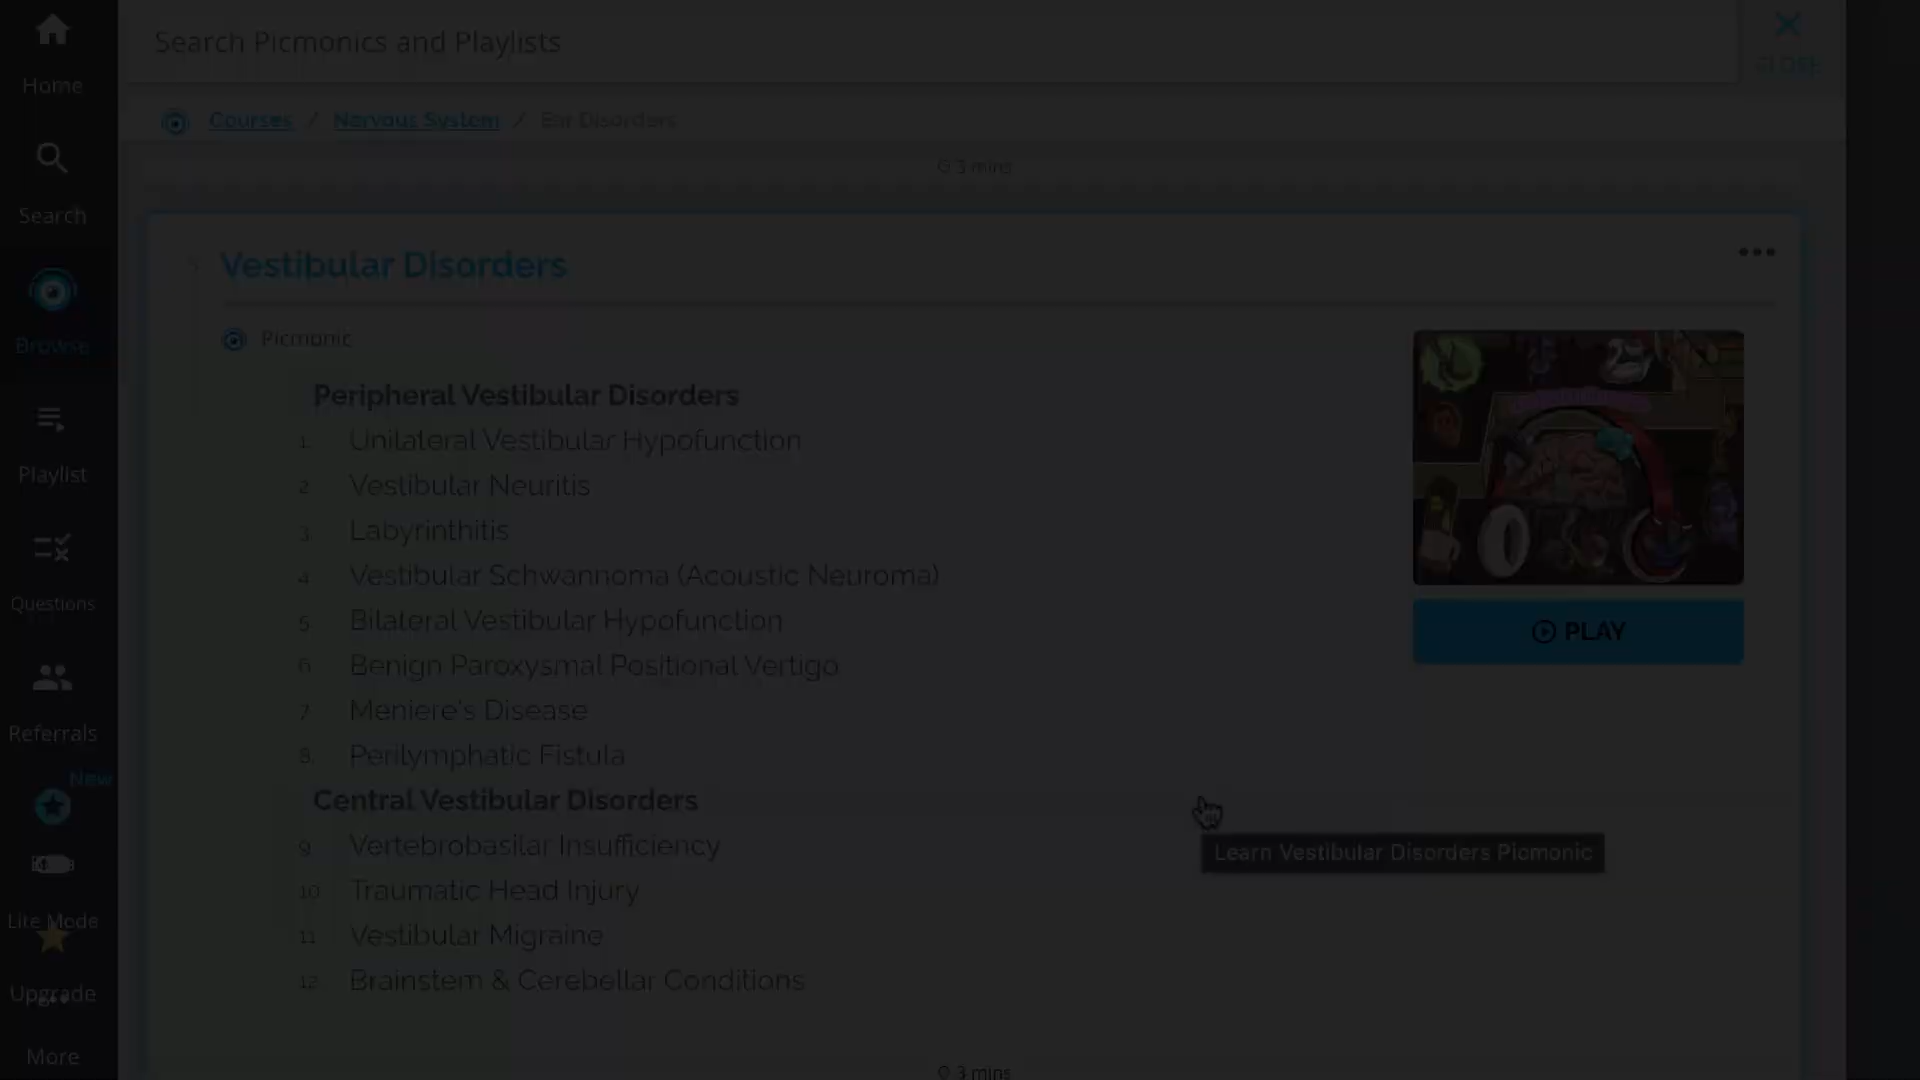 Home
Search
Browse
Playlist
Questions
Referrals
New
Lite Mode
Upgrade
More
Search Picmonics and Playlists
CLOSE
Courses / Nervous System / Ear Disorders
3 mins
Vestibular Disorders
Picmonic
Peripheral Vestibular Disorders
1. Unilateral Vestibular Hypofunction
2. Vestibular Neuritis
3. Labyrinthitis
4. Vestibular Schwannoma (Acoustic Neuroma)
5. Bilateral Vestibular Hypofunction
6. Benign Paroxysmal Positional Vertigo
7. Meniere's Disease
8. Perilymphatic Fistula
Central Vestibular Disorders
9. Vertebrobasilar Insufficiency
10. Traumatic Head Injury
11. Vestibular Migraine
12. Brainstem & Cerebellar Conditions
PLAY
Learn Vestibular Disorders Picmonic
3 mins